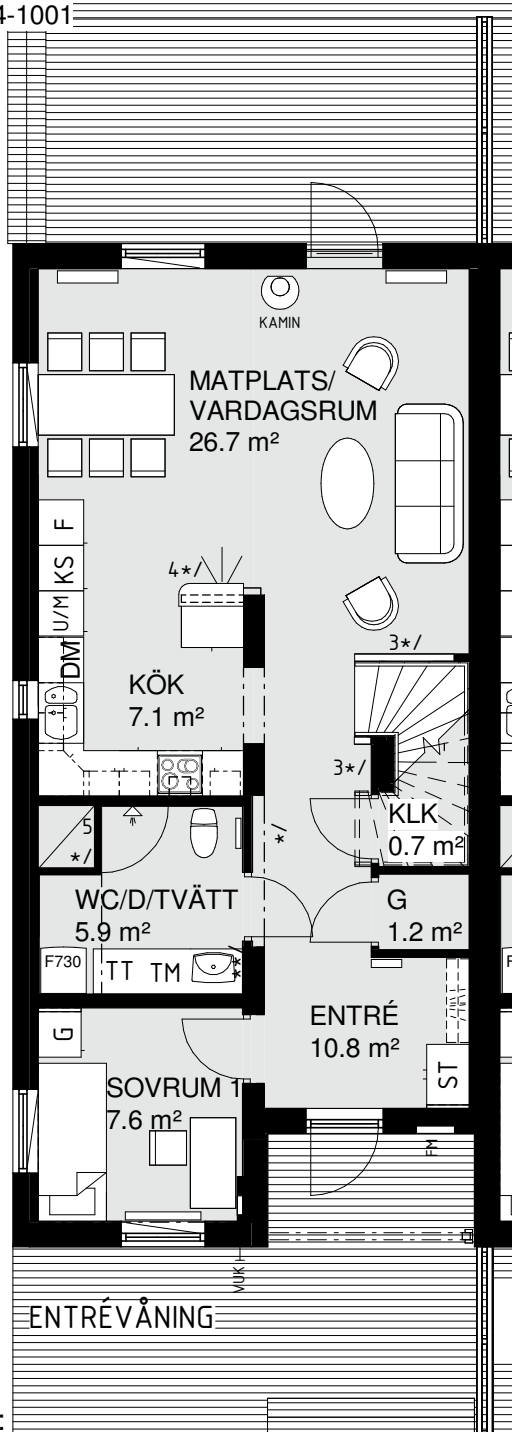 4-1001
KAMIN
MATPLATS/
VARDAGSRUM
26.7 m²
F
KS
U/M
DM
4*/
3*/
KÖK
7.1 m²
3*/
*/
KLK
0.7 m²
5
*/
WC/D/TVÄTT
5.9 m²
G
1.2 m²
F730
TT
TM
**/
G
ENTRÉ
10.8 m²
ST
SOVRUM 1
7.6 m²
FM
VUK
ENTRÉVÅNING